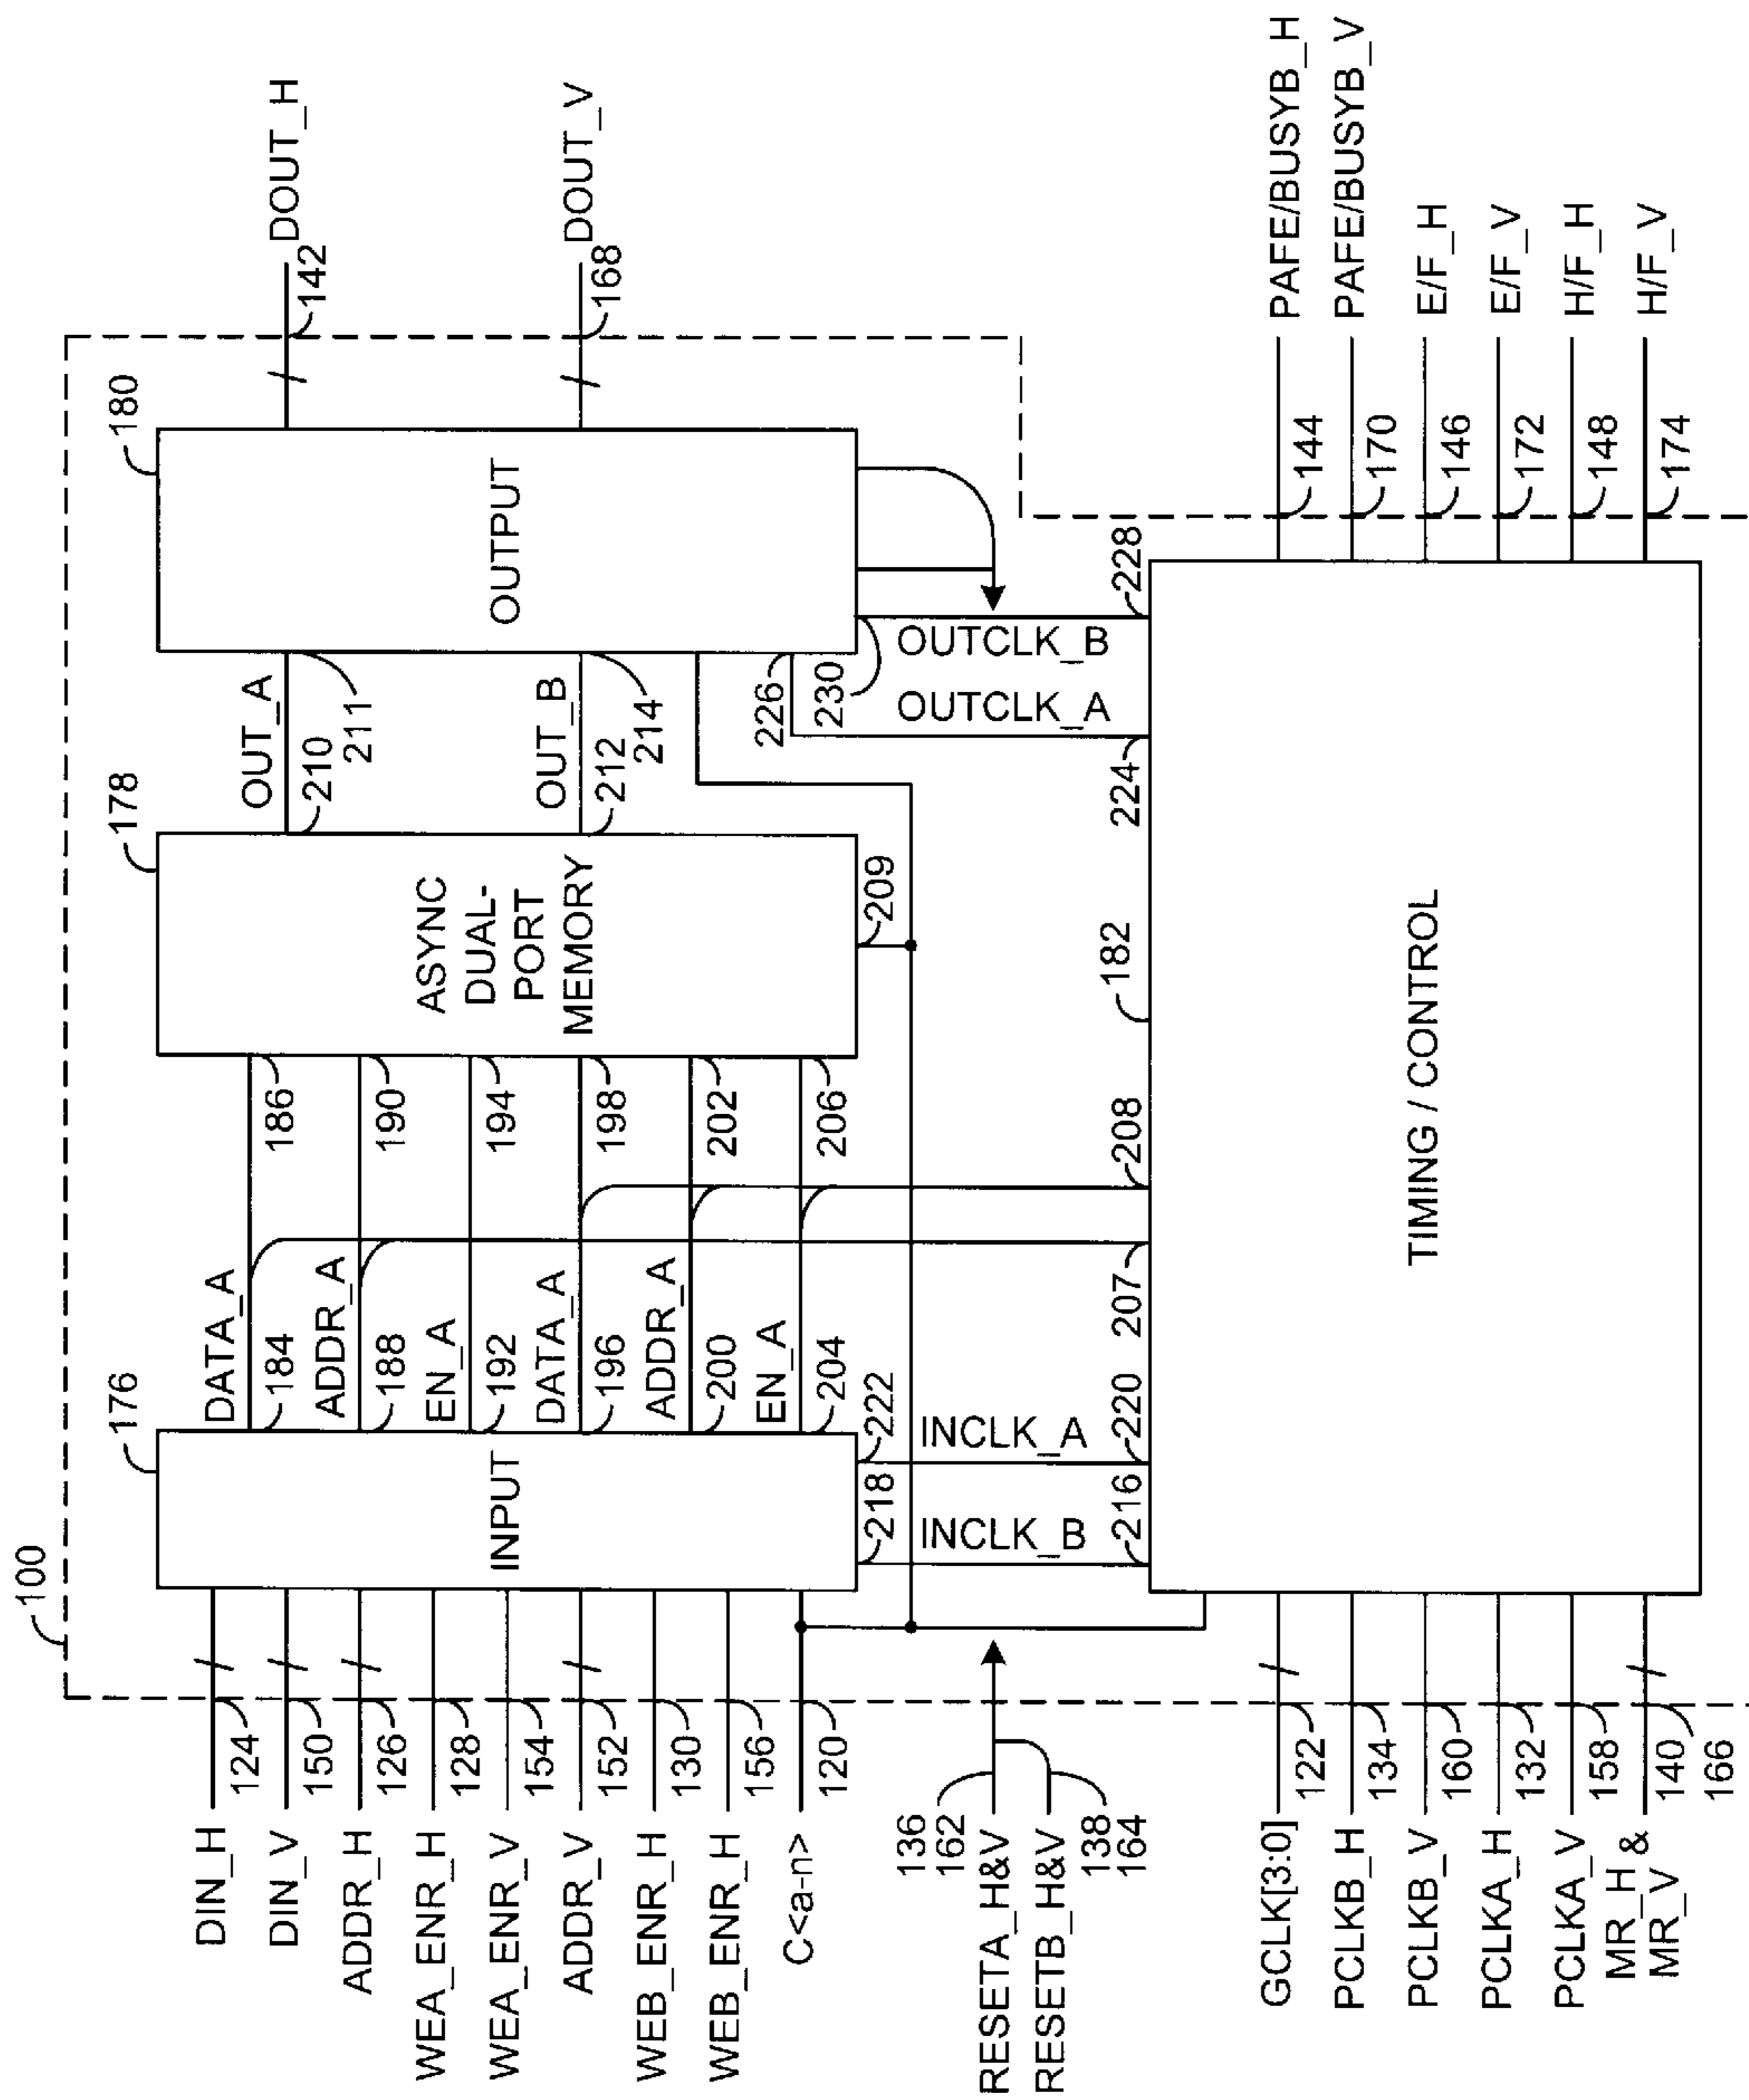 100
176
178
180
DIN_H
124
DIN_V
150
ADDR_H
126
WEA_ENR_H
128
WEA_ENR_V
154
ADDR_V
152
WEB_ENR_H
130
WEB_ENR_H
156
C<a-n>
120
INPUT
DATA_A
184
186
ADDR_A
188
190
EN_A
192
194
DATA_A
196
198
ADDR_A
200
202
EN_A
204
206
ASYNC
DUAL-
PORT
MEMORY
209
OUT_A
210
211
OUT_B
212
214
OUTPUT
142
DOUT_H
168
DOUT_V
136
162
RESETA_H&V
RESETB_H&V
138
164
218
222
INCLK_B
INCLK_A
216
220
207
208
182
226
230
OUTCLK_A
OUTCLK_B
224
228
TIMING / CONTROL
GCLK[3:0]
122
PCLKB_H
134
PCLKB_V
160
PCLKA_H
132
PCLKA_V
158
MR_H &
MR_V
140
166
144
PAFE/BUSYB_H
170
PAFE/BUSYB_V
146
E/F_H
172
E/F_V
148
H/F_H
174
H/F_V